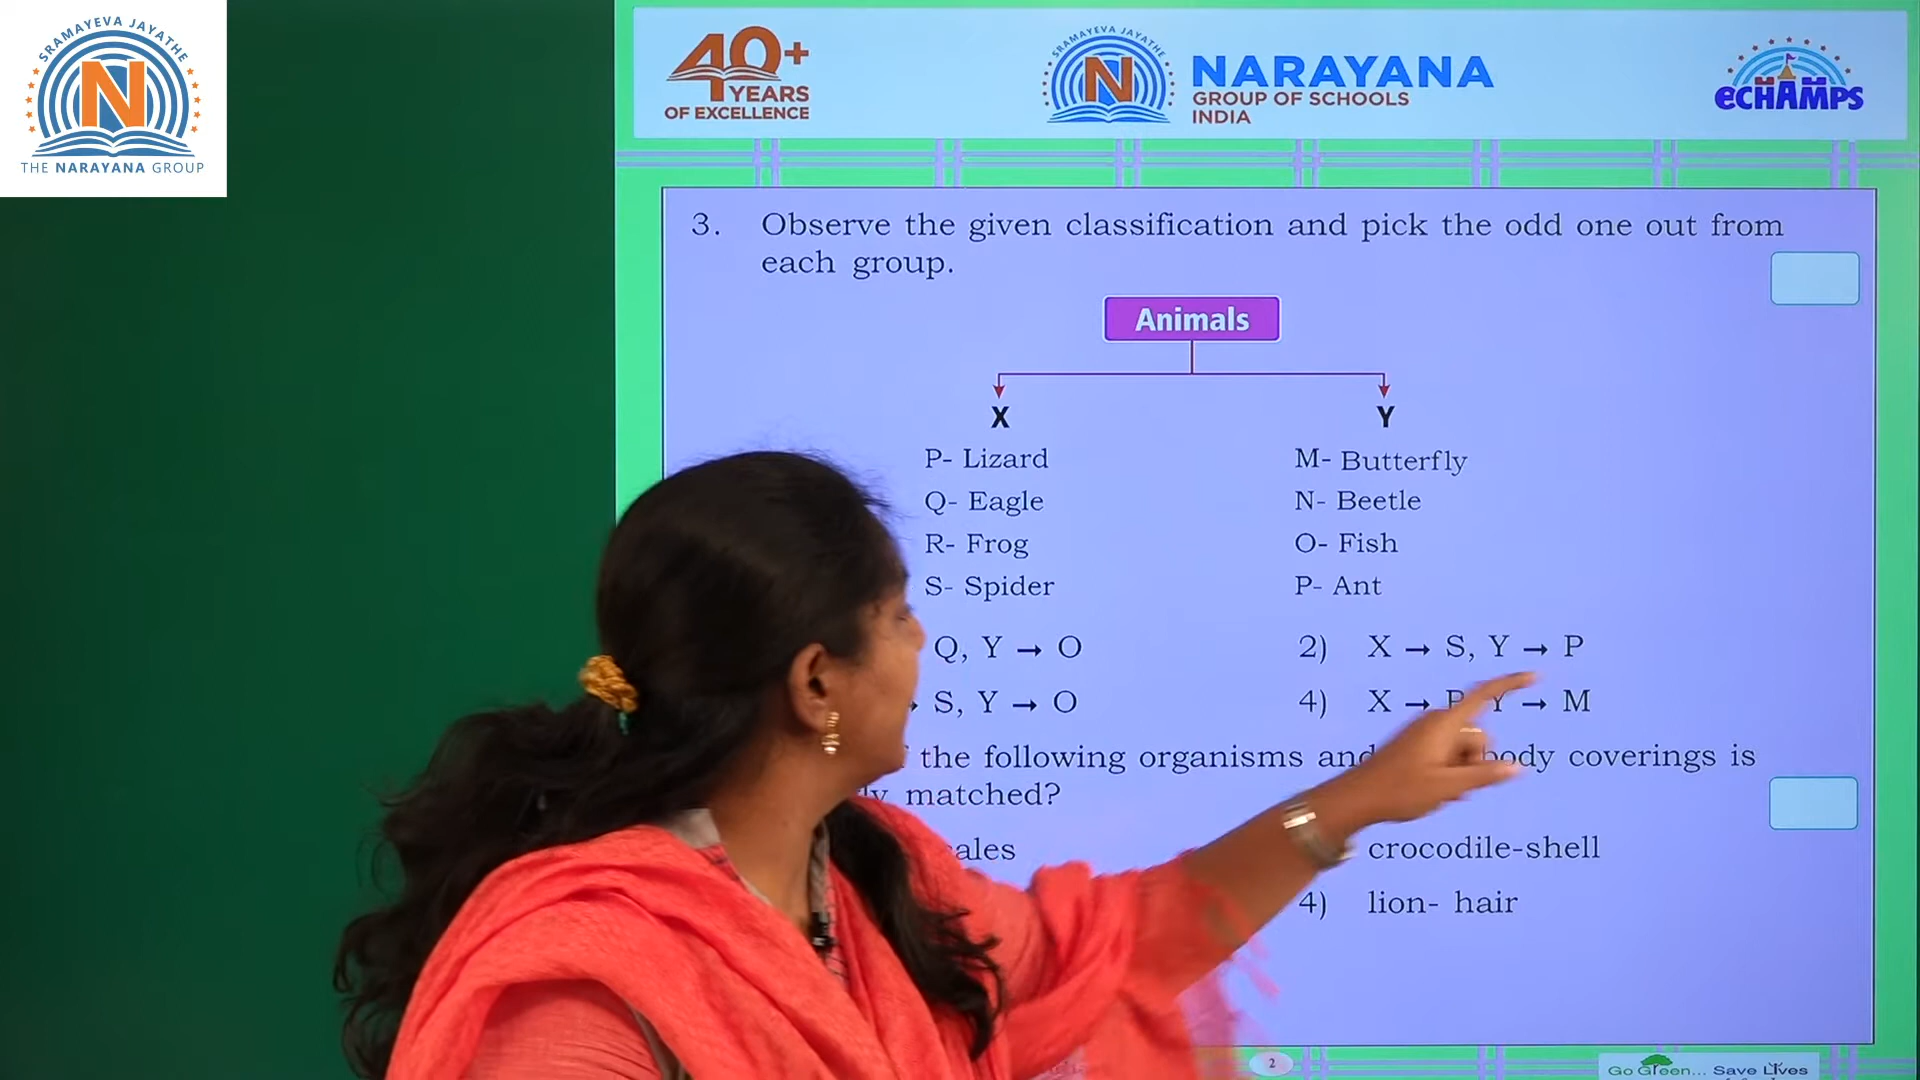 SRAMAYEVA JAYATHE
N
THE NARAYANA GROUP
40+
YEARS
OF EXCELLENCE
SRAMAYEVA JAYATHE
N
NARAYANA
GROUP OF SCHOOLS
INDIA
eCHAMPS
3. Observe the given classification and pick the odd one out from
each group.
Animals
X Y
P- Lizard M- Butterfly
Q- Eagle N- Beetle
R- Frog O- Fish
S- Spider P- Ant
Q, Y → O 2) X → S, Y → P
S, Y → O 4) X → Y → M
the following organisms and body coverings is
matched?
crocodile-shell
4) lion- hair
2
Go Green... Save Lives